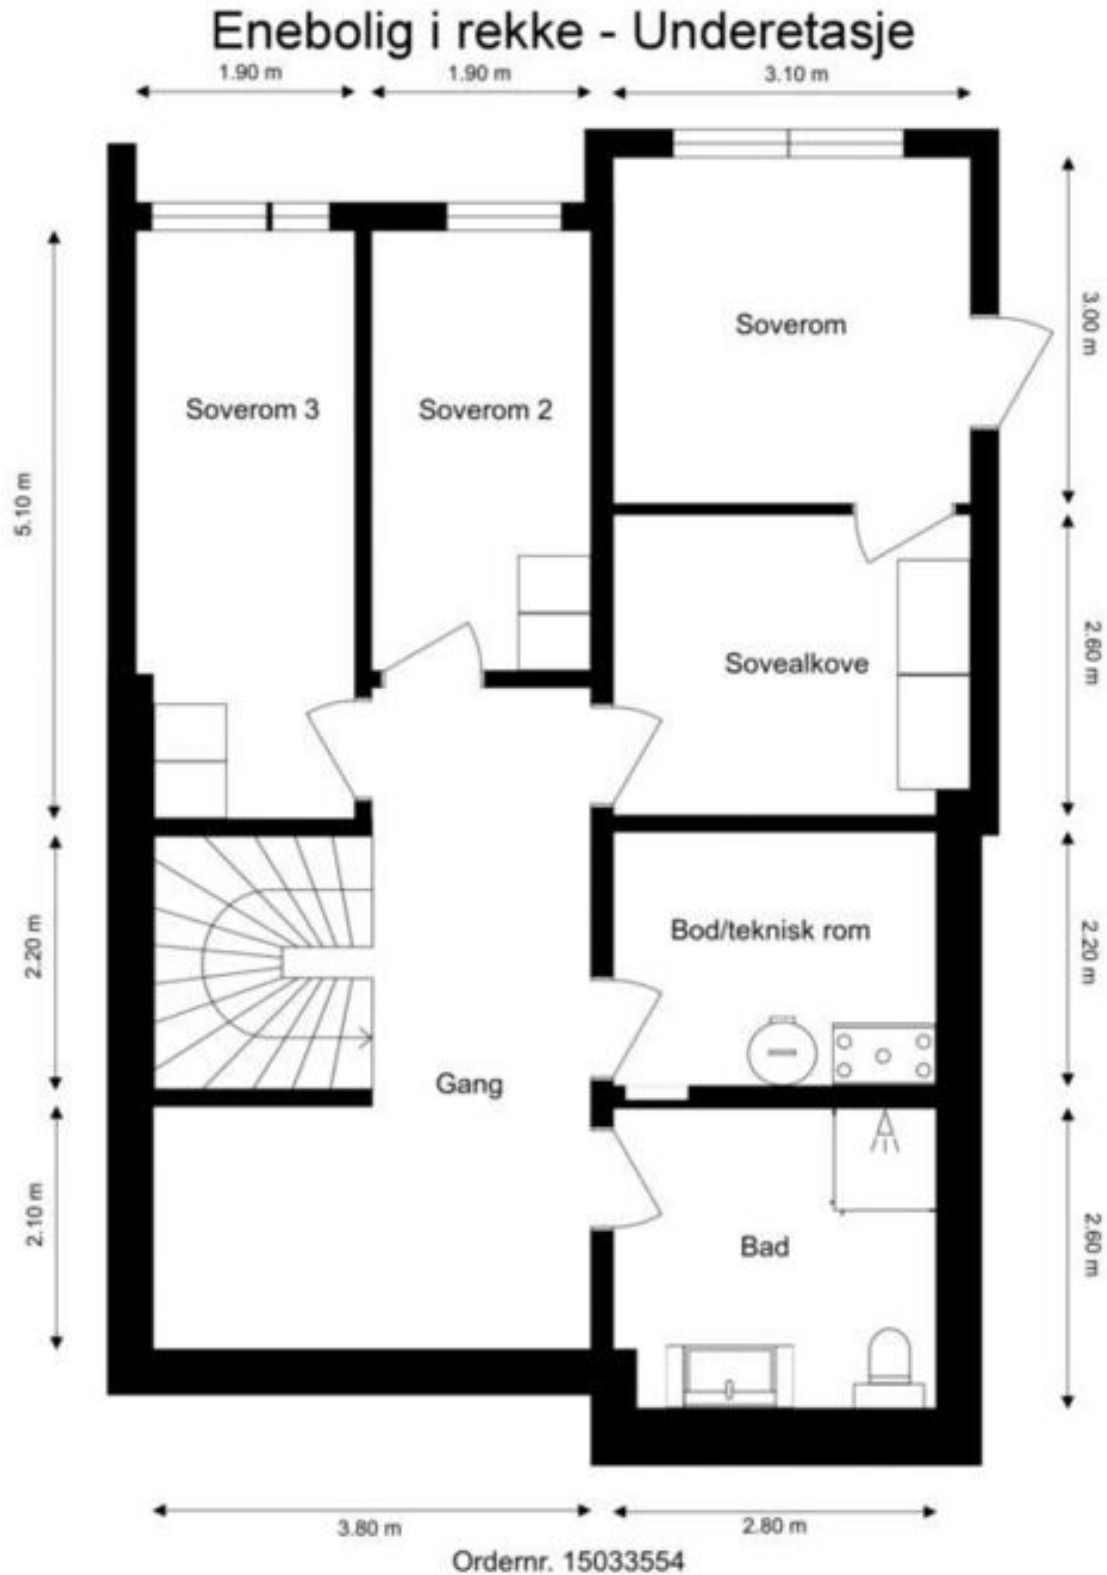 Enebolig i rekke - Underetasje
1.90 m
1.90 m
3.10 m
3.00 m
Soverom
Soverom 3
Soverom 2
5.10 m
2.60 m
Sovealkove
2.20 m
Bod/teknisk rom
2.20 m
Gang
2.10 m
Bad
2.60 m
3.80 m
2.80 m
Ordernr. 15033554